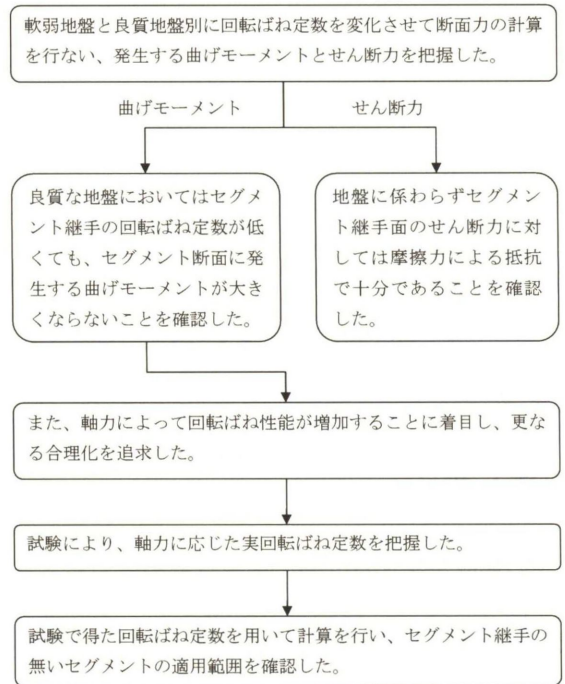 軟弱地盤と良質地盤別に回転ばね定数を変化させて断面力の計算
を行ない、発生する曲げモーメントとせん断力を把握した。
曲げモーメント
せん断力
良質な地盤においてはセグメ
ント継手の回転ばね定数が低
くても、セグメント断面に発
生する曲げモーメントが大き
くならないことを確認した。
地盤に係わらずセグメン
ト継手面のせん断力に対
しては摩擦力による抵抗
で十分であることを確認
した。
また、軸力によって回転ばね性能が増加することに着目し、更な
る合理化を追求した。
試験により、軸力に応じた実回転ばね定数を把握した。
試験で得た回転ばね定数を用いて計算を行い、セグメント継手の
無いセグメントの適用範囲を確認した。